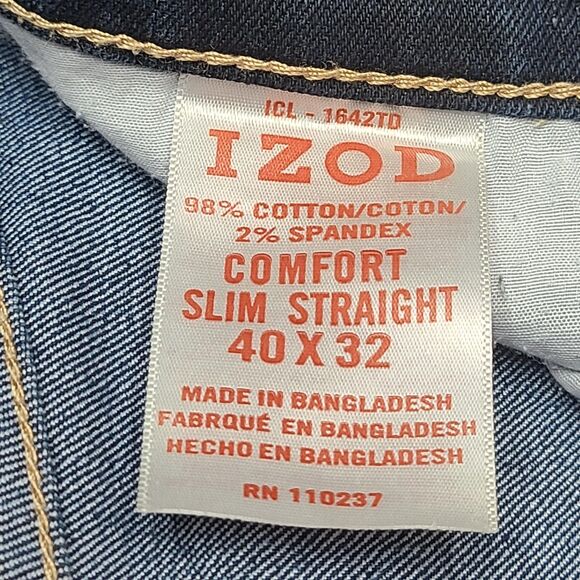 ICL - 1642TD
IZOD
98% COTTON/COTON/
2% SPANDEX
COMFORT
SLIM STRAIGHT
40 X 32
MADE IN BANGLADESH
FABRQUÉ EN BANGLADESH
HECHO EN BANGLADESH
RN 110237